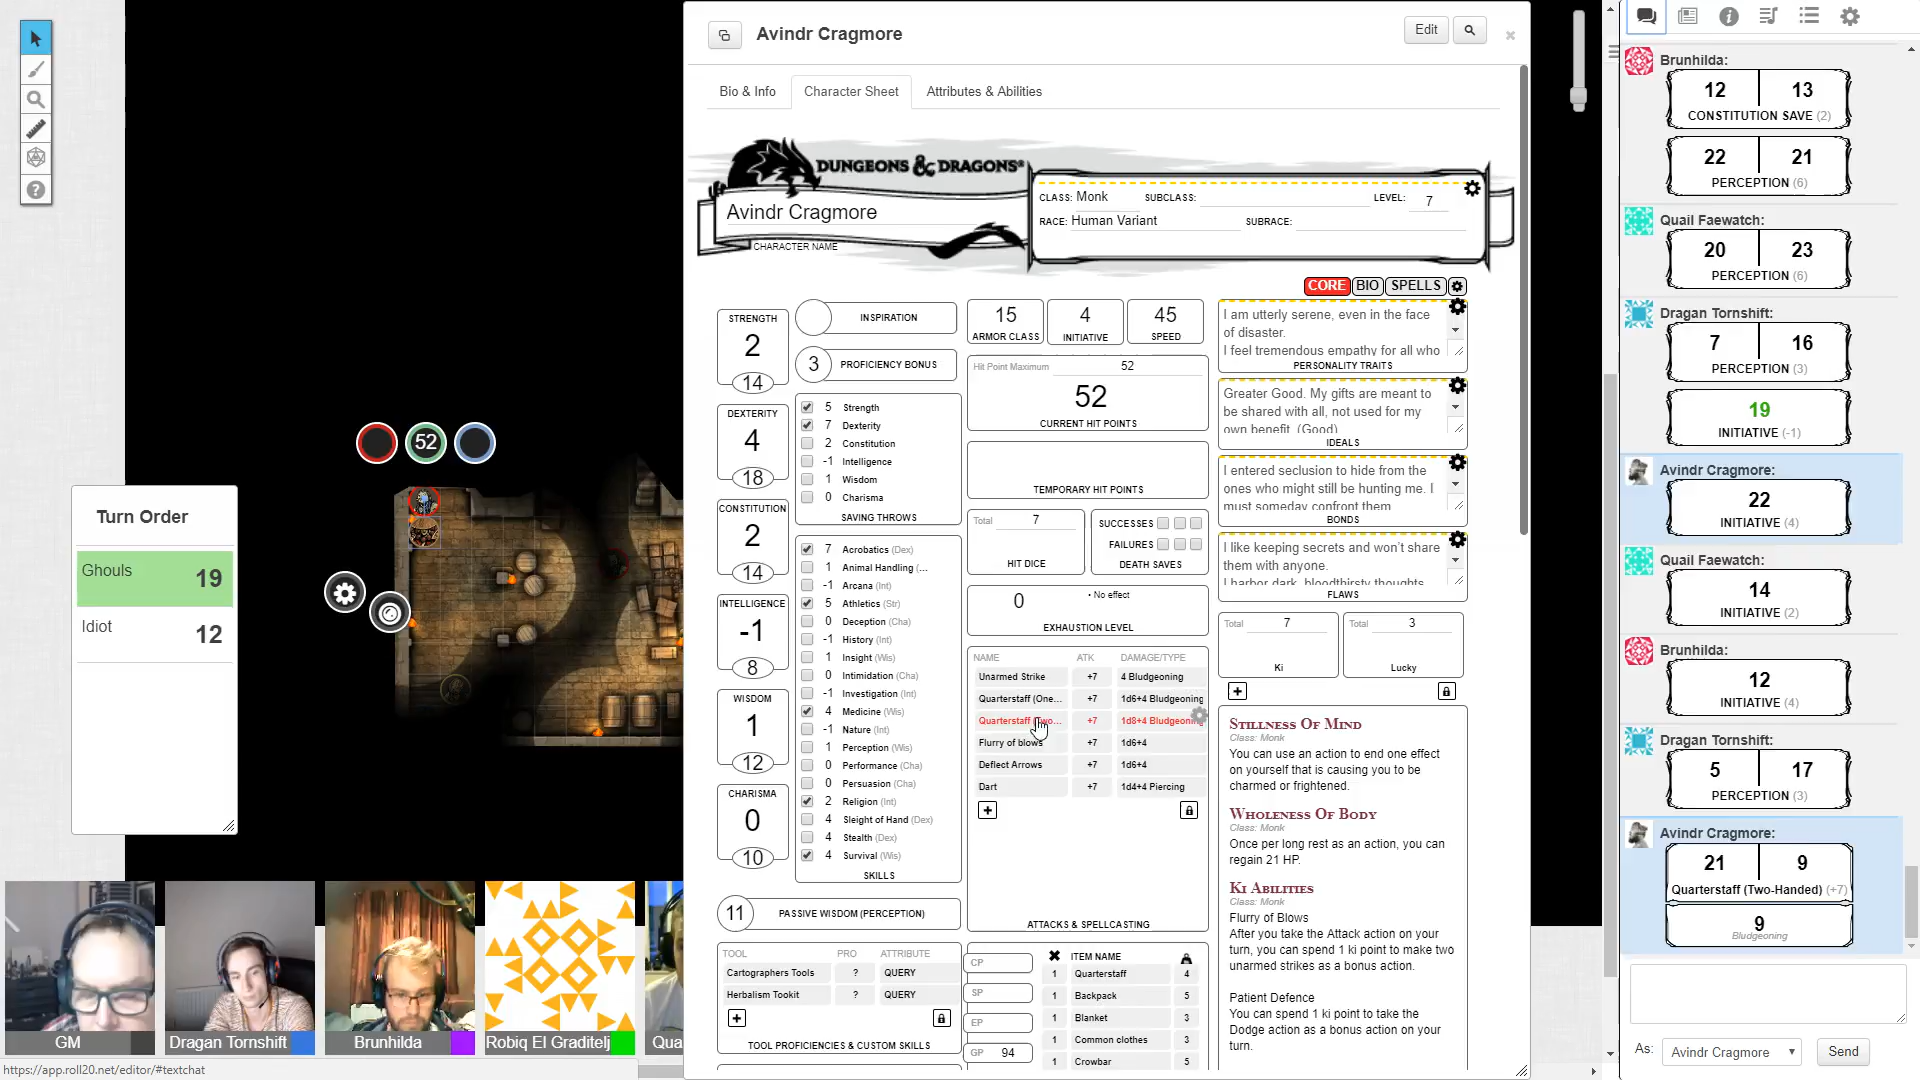 Avindr Cragmore
Edit
Bio & Info
Character Sheet
Attributes & Abilities
DUNGEONS & DRAGONS
Avindr Cragmore
CHARACTER NAME
CLASS: Monk SUBCLASS: LEVEL: 7
RACE: Human Variant SUBRACE:
CORE BIO SPELLS
STRENGTH
2
14
DEXTERITY
4
18
CONSTITUTION
2
14
INTELLIGENCE
-1
8
WISDOM
1
12
CHARISMA
0
10
INSPIRATION
3 PROFICIENCY BONUS
5 Strength
7 Dexterity
2 Constitution
-1 Intelligence
1 Wisdom
0 Charisma
SAVING THROWS
7 Acrobatics (Dex)
1 Animal Handling (...
-1 Arcana (Int)
5 Athletics (Str)
0 Deception (Cha)
-1 History (Int)
1 Insight (Wis)
0 Intimidation (Cha)
-1 Investigation (Int)
4 Medicine (Wis)
-1 Nature (Int)
1 Perception (Wis)
0 Performance (Cha)
0 Persuasion (Cha)
2 Religion (Int)
4 Sleight of Hand (Dex)
4 Stealth (Dex)
4 Survival (Wis)
SKILLS
11 PASSIVE WISDOM (PERCEPTION)
TOOL PRO ATTRIBUTE
Cartographers Tools ? QUERY
Herbalism Tookit ? QUERY
TOOL PROFICIENCIES & CUSTOM SKILLS
15
ARMOR CLASS
4
INITIATIVE
45
SPEED
Hit Point Maximum 52
52
CURRENT HIT POINTS
TEMPORARY HIT POINTS
Total 7
HIT DICE
SUCCESSES
FAILURES
DEATH SAVES
0 • No effect
EXHAUSTION LEVEL
NAME ATK DAMAGE/TYPE
Unarmed Strike +7 4 Bludgeoning
Quarterstaff (One... +7 1d6+4 Bludgeoning
Quarterstaff (Two... +7 1d8+4 Bludgeoning
Flurry of blows +7 1d6+4
Deflect Arrows +7 1d6+4
Dart +7 1d4+4 Piercing
ATTACKS & SPELLCASTING
CP
SP
EP
GP 94
ITEM NAME
1 Quarterstaff 4
1 Backpack 5
1 Blanket 3
1 Common clothes 3
1 Crowbar 5
I am utterly serene, even in the face
of disaster.
I feel tremendous empathy for all who
PERSONALITY TRAITS
Greater Good. My gifts are meant to
be shared with all, not used for my
own benefit. (Good)
IDEALS
I entered seclusion to hide from the
ones who might still be hunting me. I
must someday confront them
BONDS
I like keeping secrets and won't share
them with anyone.
I harbor dark, bloodthirsty thoughts
FLAWS
Total 7
Ki
Total 3
Lucky
STILLNESS OF MIND
Class: Monk
You can use an action to end one effect
on yourself that is causing you to be
charmed or frightened.
WHOLENESS OF BODY
Class: Monk
Once per long rest as an action, you can
regain 21 HP.
KI ABILITIES
Class: Monk
Flurry of Blows
After you take the Attack action on your
turn, you can spend 1 ki point to make two
unarmed strikes as a bonus action.
Patient Defence
You can spend 1 ki point to take the
Dodge action as a bonus action on your
turn.
52
Turn Order
Ghouls 19
Idiot 12
GM
Dragan Tornshift
Brunhilda
Robiq El Graditelj
Qua
https://app.roll20.net/editor/#textchat
Brunhilda:
12 13
CONSTITUTION SAVE (2)
22 21
PERCEPTION (6)
Quail Faewatch:
20 23
PERCEPTION (6)
Dragan Tornshift:
7 16
PERCEPTION (3)
19
INITIATIVE (-1)
Avindr Cragmore:
22
INITIATIVE (4)
Quail Faewatch:
14
INITIATIVE (2)
Brunhilda:
12
INITIATIVE (4)
Dragan Tornshift:
5 17
PERCEPTION (3)
Avindr Cragmore:
21 9
Quarterstaff (Two-Handed) (+7)
9
Bludgeoning
As: Avindr Cragmore Send